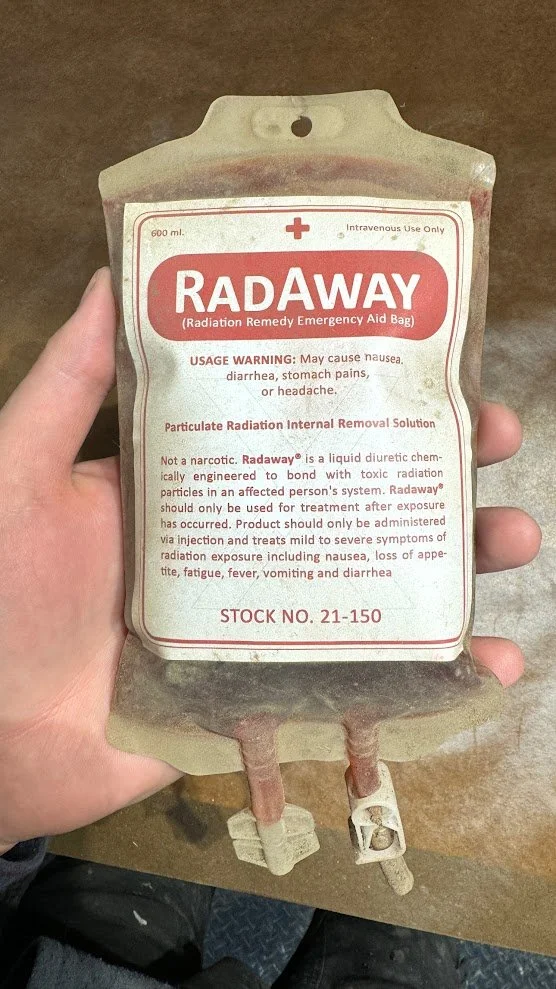 600 ml.
Intravenous Use Only
RADAWAY
(Radiation Remedy Emergency Aid Bag)
USAGE WARNING: May cause nausea,
diarrhea, stomach pains,
or headache.
Particulate Radiation Internal Removal Solution
Not a narcotic. Radaway® is a liquid diuretic chem-
ically engineered to bond with toxic radiation
particles in an affected person's system. Radaway®
should only be used for treatment after exposure
has occurred. Product should only be administered
via injection and treats mild to severe symptoms of
radiation exposure including nausea, loss of appe-
tite, fatigue, fever, vomiting and diarrhea
STOCK NO. 21-150